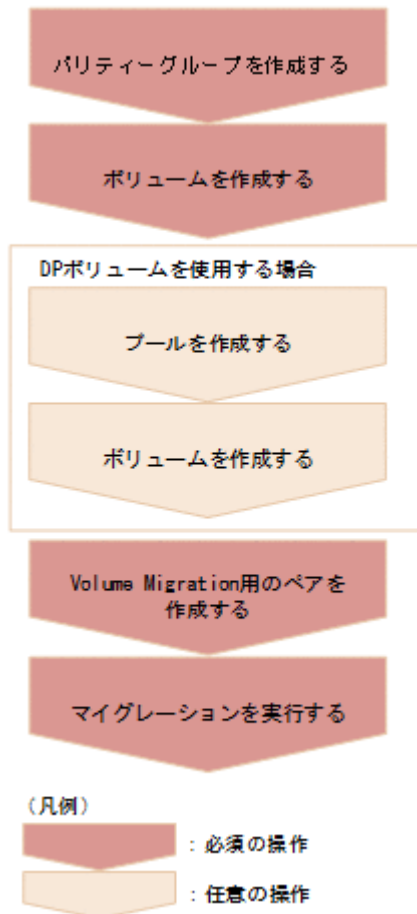 パリティーグループを作成する
ボリュームを作成する
DPボリュームを使用する場合
プールを作成する
ボリュームを作成する
Volume Migration用のペアを
作成する
マイグレーションを実行する
（凡例）
：必須の操作
：任意の操作